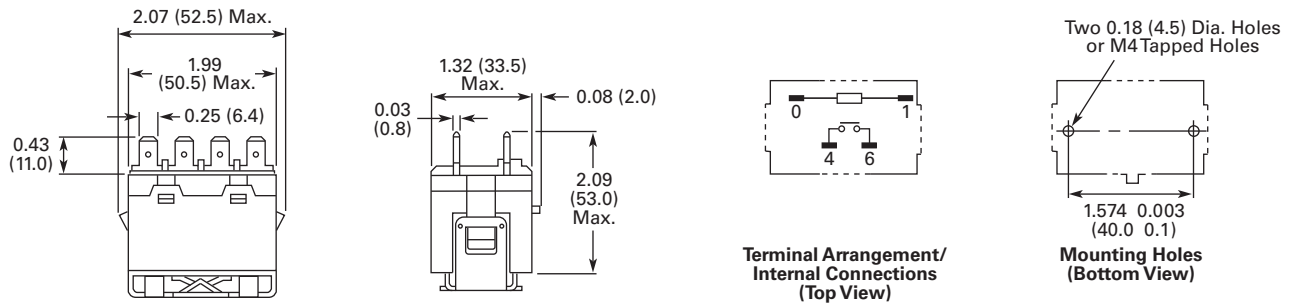 2.07 (52.5) Max.
1.99
(50.5) Max.
0.25 (6.4)
0.43
(11.0)
1.32 (33.5)
Max.
0.08 (2.0)
0.03
(0.8)
2.09
(53.0)
Max.
0
1
4
6
Terminal Arrangement/
Internal Connections
(Top View)
Two 0.18 (4.5) Dia. Holes
or M4 Tapped Holes
1.574 0.003
(40.0 0.1)
Mounting Holes
(Bottom View)